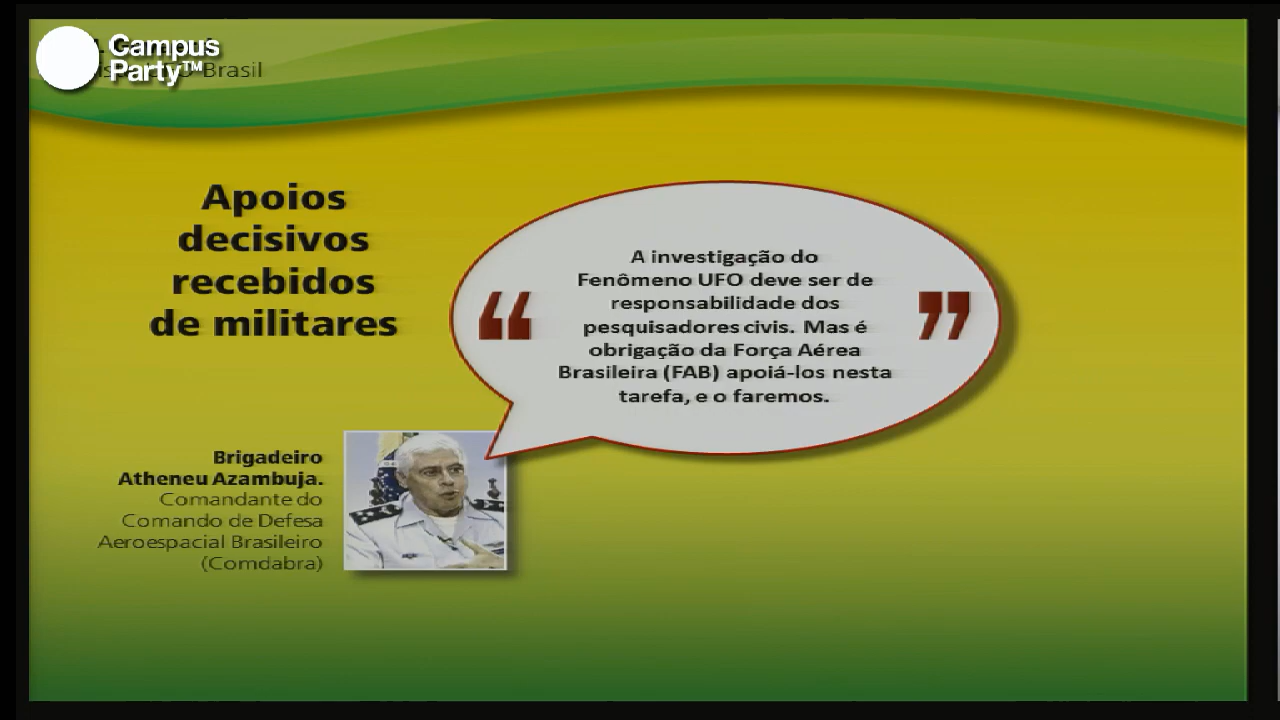 Campus
Party™
Brasil
Apoios
decisivos
recebidos
de militares
“ A investigação do
Fenômeno UFO deve ser de
responsabilidade dos
pesquisadores civis. Mas é
obrigação da Força Aérea
Brasileira (FAB) apoiá-los nesta
tarefa, e o faremos. ”
Brigadeiro
Atheneu Azambuja.
Comandante do
Comando de Defesa
Aeroespacial Brasileiro
(Comdabra)